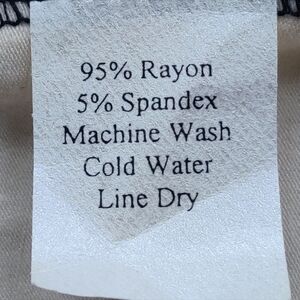 95% Rayon
5% Spandex
Machine Wash
Cold Water
Line Dry